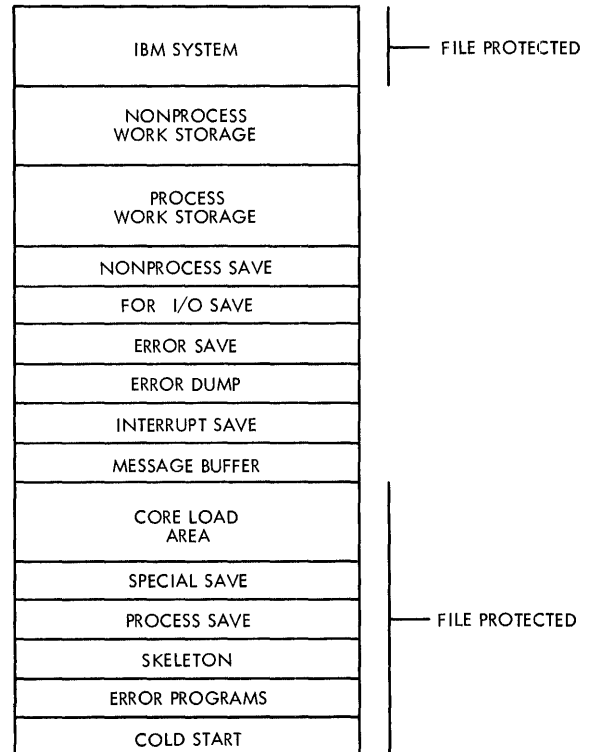 IBM SYSTEM
FILE PROTECTED
NONPROCESS
WORK STORAGE
PROCESS
WORK STORAGE
NONPROCESS SAVE
FOR I/O SAVE
ERROR SAVE
ERROR DUMP
INTERRUPT SAVE
MESSAGE BUFFER
CORE LOAD
AREA
SPECIAL SAVE
PROCESS SAVE
FILE PROTECTED
SKELETON
ERROR PROGRAMS
COLD START